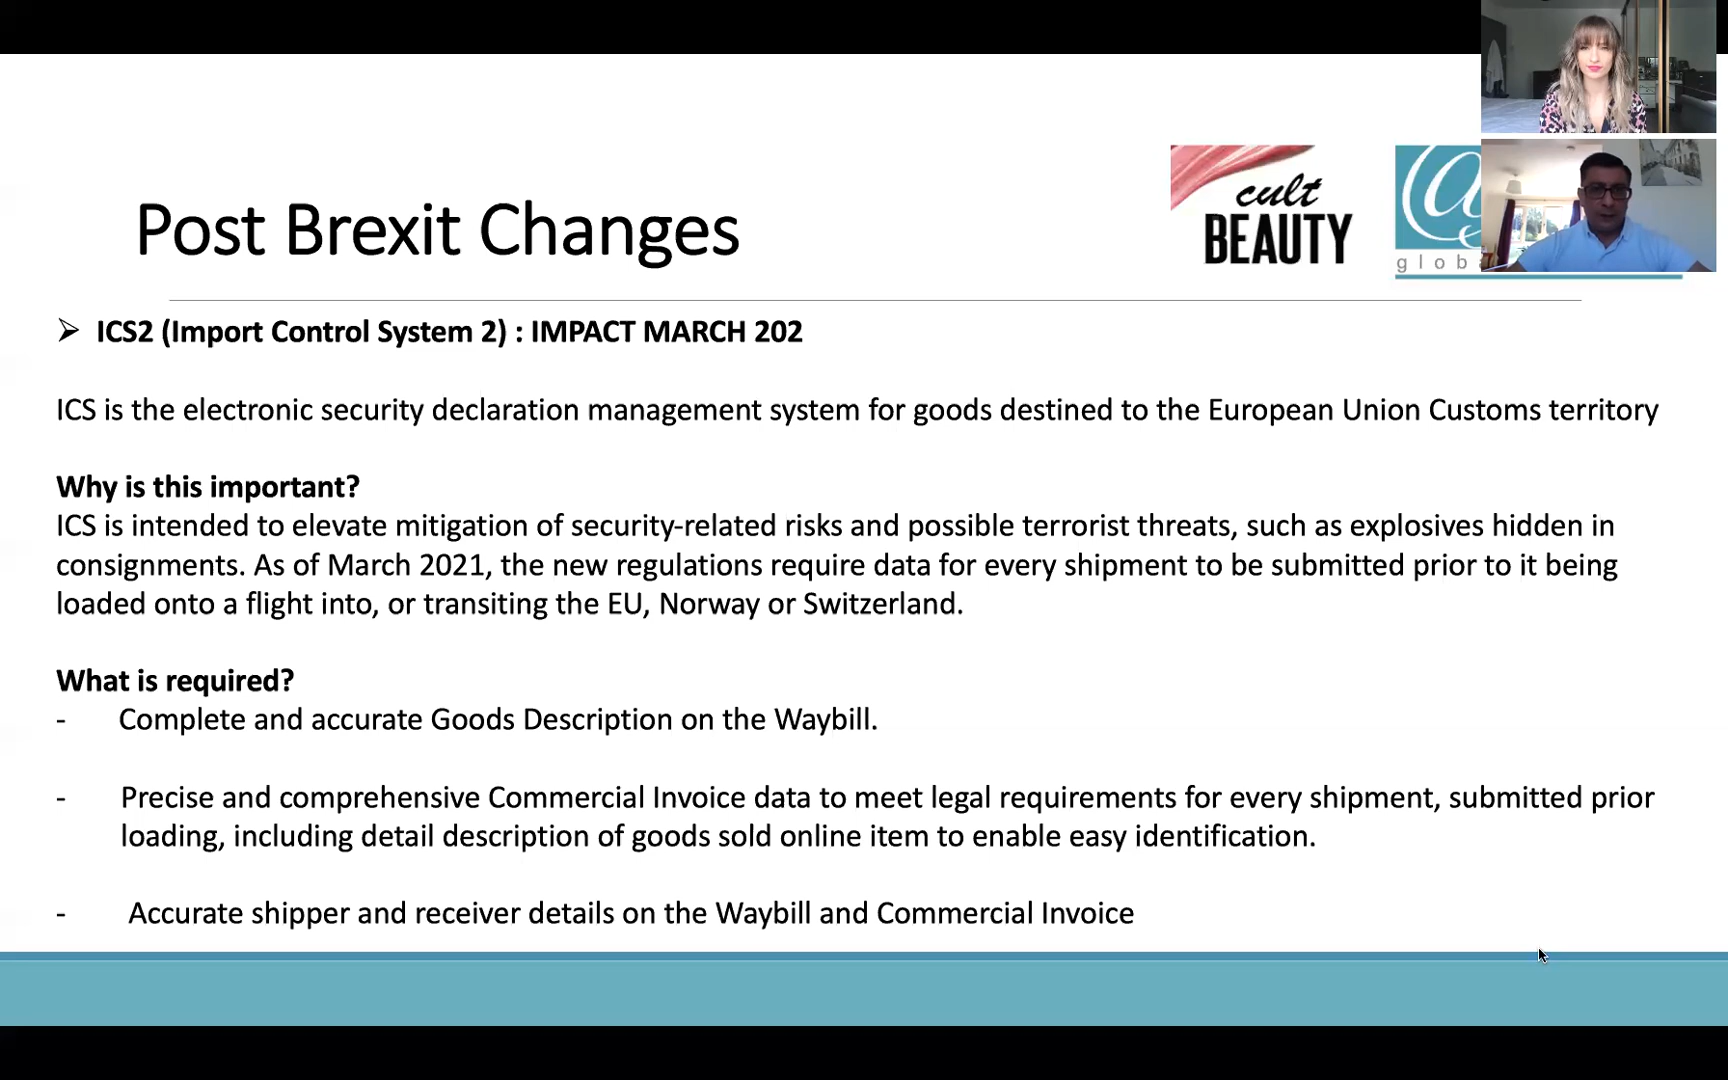 cult
BEAUTY
Post Brexit Changes
➢ ICS2 (Import Control System 2) : IMPACT MARCH 202
ICS is the electronic security declaration management system for goods destined to the European Union Customs territory
Why is this important?
ICS is intended to elevate mitigation of security-related risks and possible terrorist threats, such as explosives hidden in
consignments. As of March 2021, the new regulations require data for every shipment to be submitted prior to it being
loaded onto a flight into, or transiting the EU, Norway or Switzerland.
What is required?
- Complete and accurate Goods Description on the Waybill.
- Precise and comprehensive Commercial Invoice data to meet legal requirements for every shipment, submitted prior
loading, including detail description of goods sold online item to enable easy identification.
- Accurate shipper and receiver details on the Waybill and Commercial Invoice